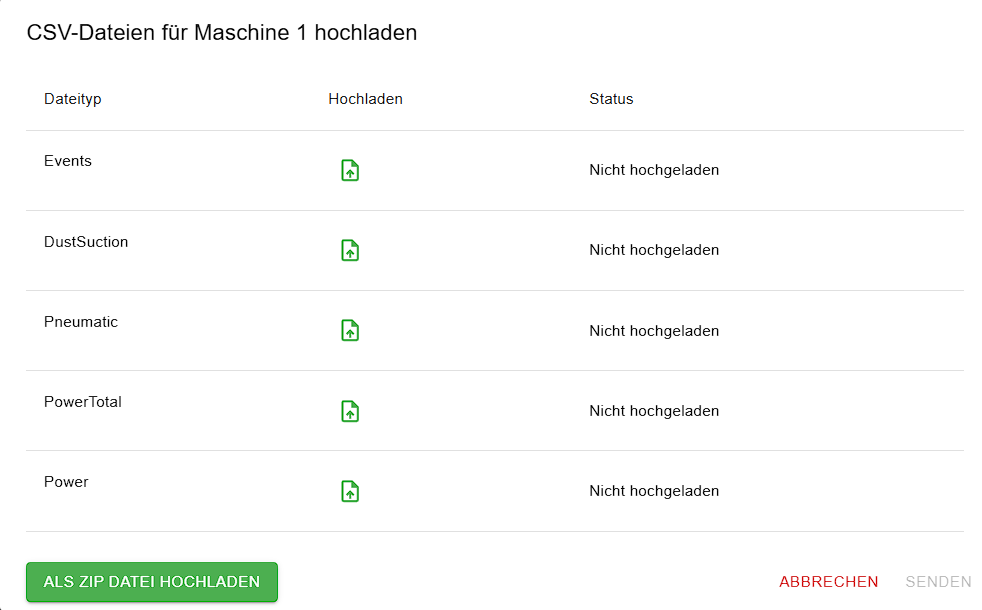 CSV-Dateien für Maschine 1 hochladen
Dateityp Hochladen Status
Events Nicht hochgeladen
DustSuction Nicht hochgeladen
Pneumatic Nicht hochgeladen
PowerTotal Nicht hochgeladen
Power Nicht hochgeladen
ALS ZIP DATEI HOCHLADEN ABBRECHEN SENDEN